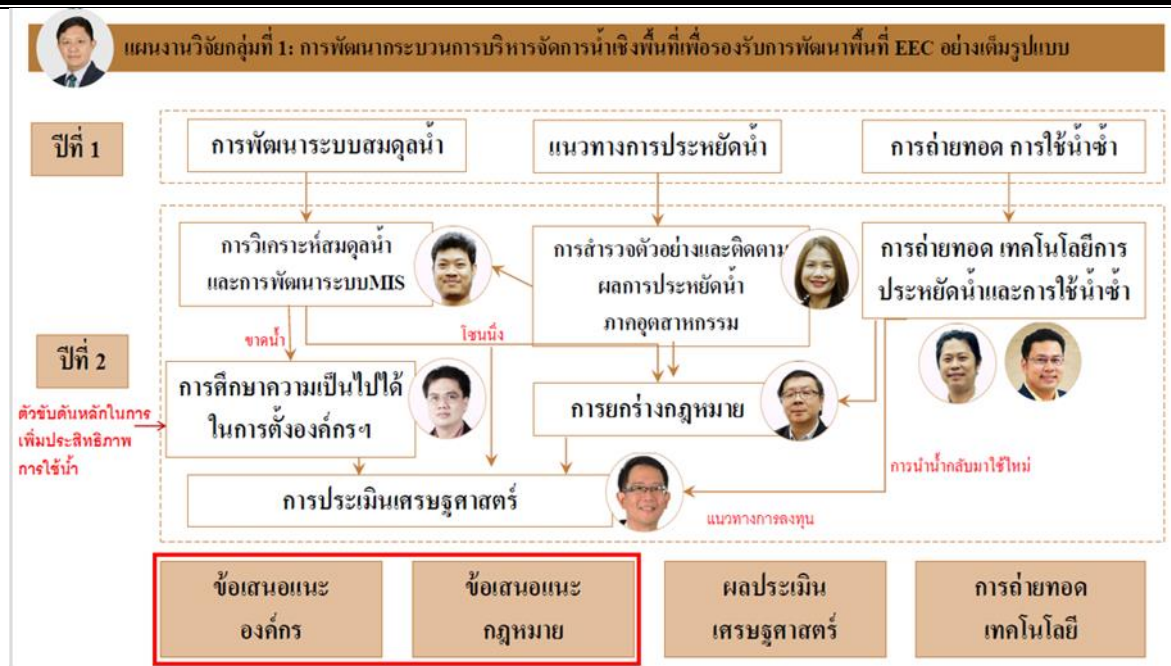 แผนงานวิจัยกลุ่มที่ 1: การพัฒนากระบวนการบริหารจัดการน้ำเชิงพื้นที่เพื่อรองรับการพัฒนาพื้นที่ EEC อย่างเต็มรูปแบบ
ปีที่ 1
การพัฒนาระบบสมดุลน้ำ
แนวทางการประหยัดน้ำ
การถ่ายทอด การใช้น้ำซ้ำ
การวิเคราะห์สมดุลน้ำ
และการพัฒนาระบบMIS
การสำรวจตัวอย่างและติดตาม
ผลการประหยัดน้ำ
ภาคอุตสาหกรรม
การถ่ายทอด เทคโนโลยีการ
ประหยัดน้ำและการใช้น้ำซ้ำ
ขาดน้ำ
โซนนิ่ง
ปีที่ 2
ตัวขับดันหลักในการ
เพิ่มประสิทธิภาพ
การใช้น้ำ
การศึกษาความเป็นไปได้
ในการตั้งองค์กรฯ
การยกร่างกฎหมาย
การนำน้ำกลับมาใช้ใหม่
การประเมินเศรษฐศาสตร์
แนวทางการลงทุน
ข้อเสนอแนะ
องค์กร
ข้อเสนอแนะ
กฎหมาย
ผลประเมิน
เศรษฐศาสตร์
การถ่ายทอด
เทคโนโลยี